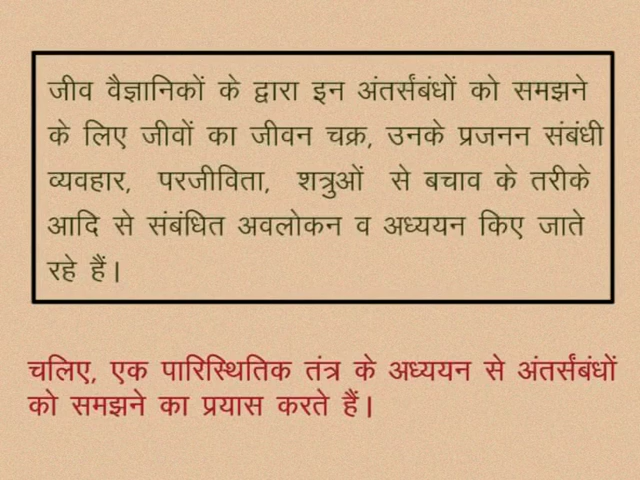 जीव वैज्ञानिकों के द्वारा इन अंतर्संबंधों को समझने
के लिए जीवों का जीवन चक्र, उनके प्रजनन संबंधी
व्यवहार, परजीविता, शत्रुओं से बचाव के तरीके
आदि से संबंधित अवलोकन व अध्ययन किए जाते
रहे हैं।
चलिए, एक पारिस्थितिक तंत्र के अध्ययन से अंतर्संबंधों
को समझने का प्रयास करते हैं।